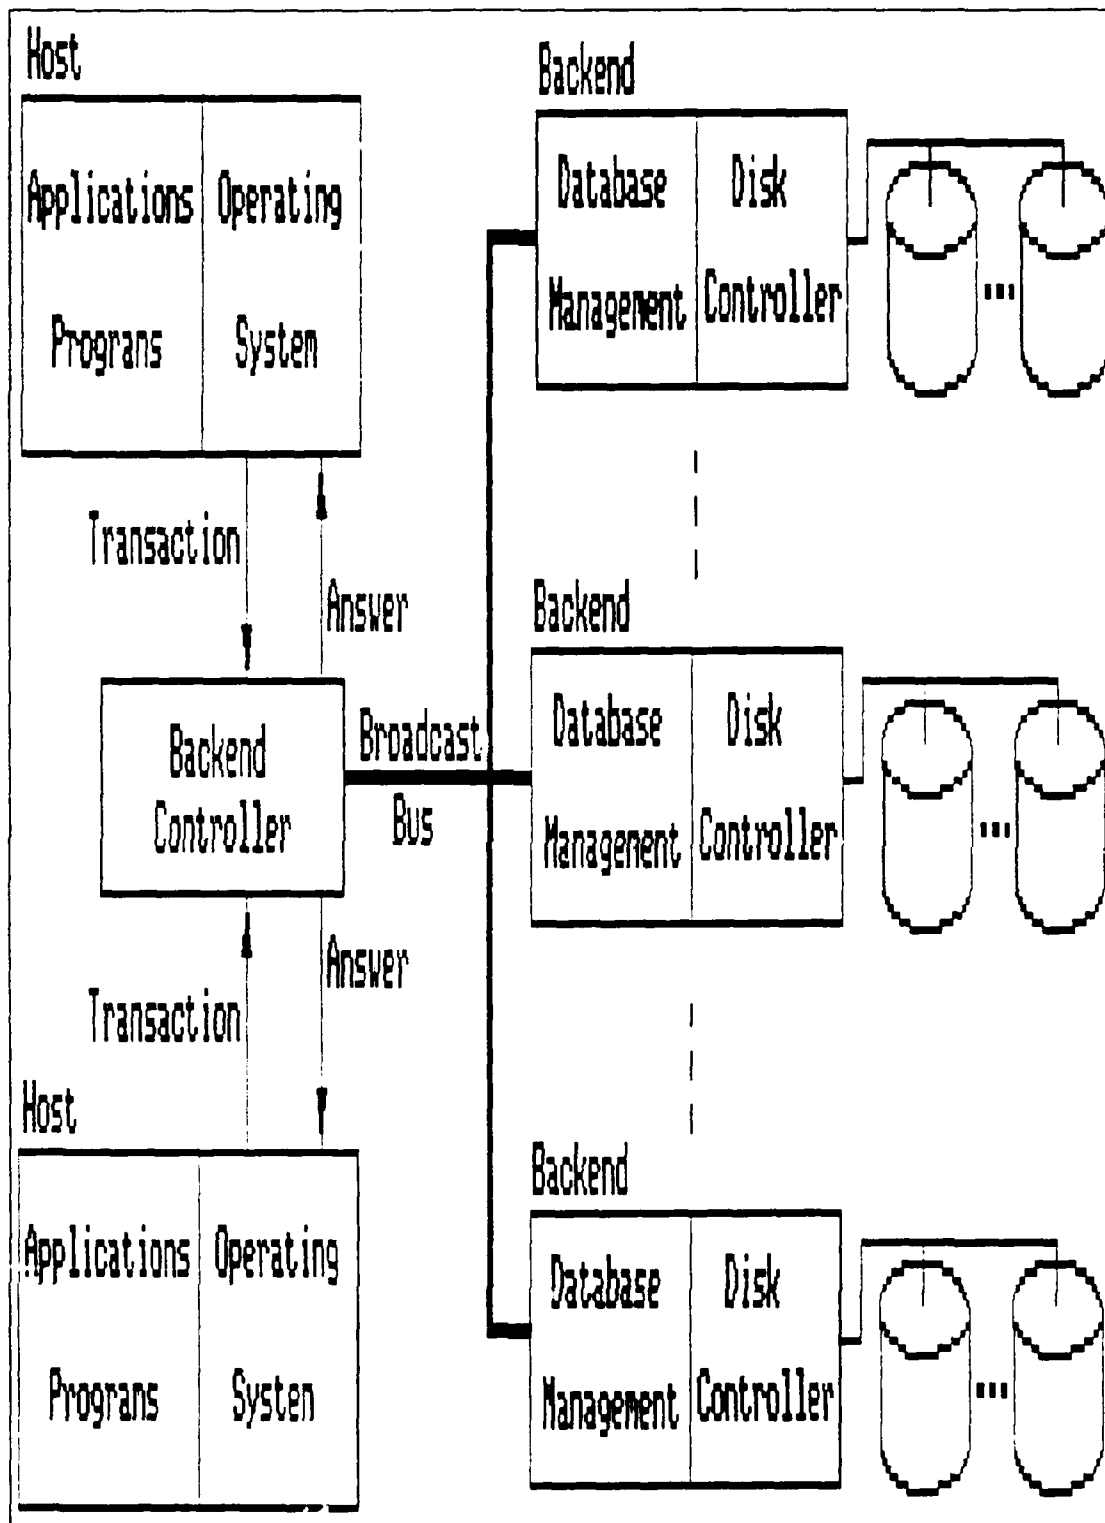 Host
Applications
Programs
Operating
System
Transaction
Answer
Backend
Controller
Broadcast
Bus
Answer
Transaction
Host
Applications
Programs
Operating
System
Backend
Database
Management
Disk
Controller
...
Backend
Database
Management
Disk
Controller
...
Backend
Database
Management
Disk
Controller
...